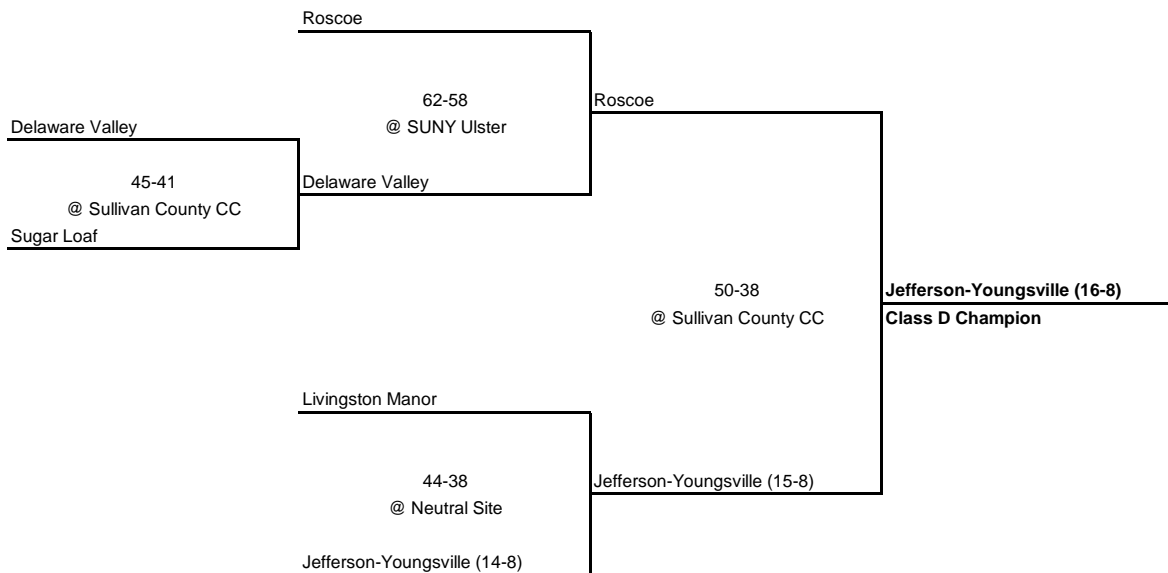 Roscoe
62-58
@ SUNY Ulster
Roscoe
Delaware Valley
45-41
@ Sullivan County CC
Delaware Valley
Sugar Loaf
50-38
@ Sullivan County CC
Jefferson-Youngsville (16-8)
Class D Champion
Livingston Manor
44-38
@ Neutral Site
Jefferson-Youngsville (15-8)
Jefferson-Youngsville (14-8)